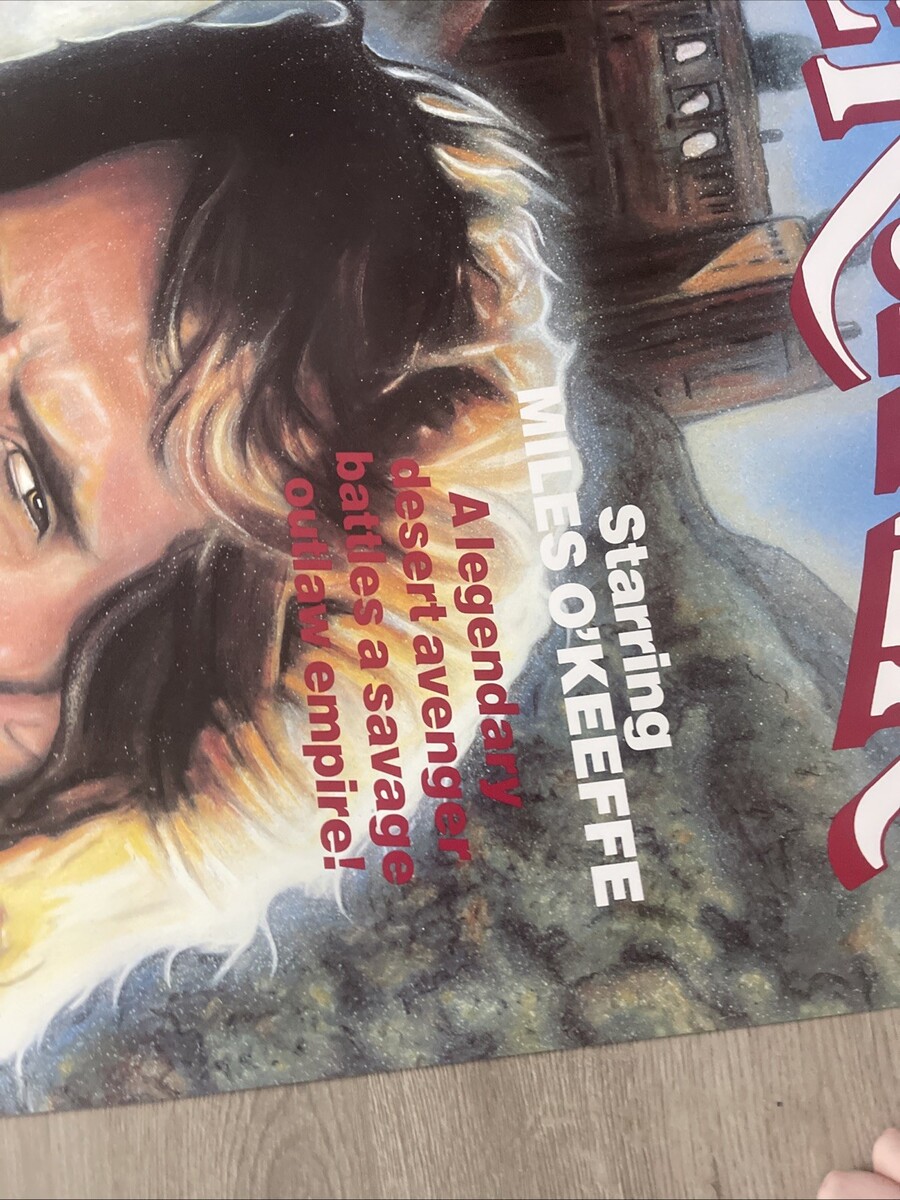 Starring
MILES O'KEEFFE
A legendary
desert avenger
battles a savage
outlaw empire!